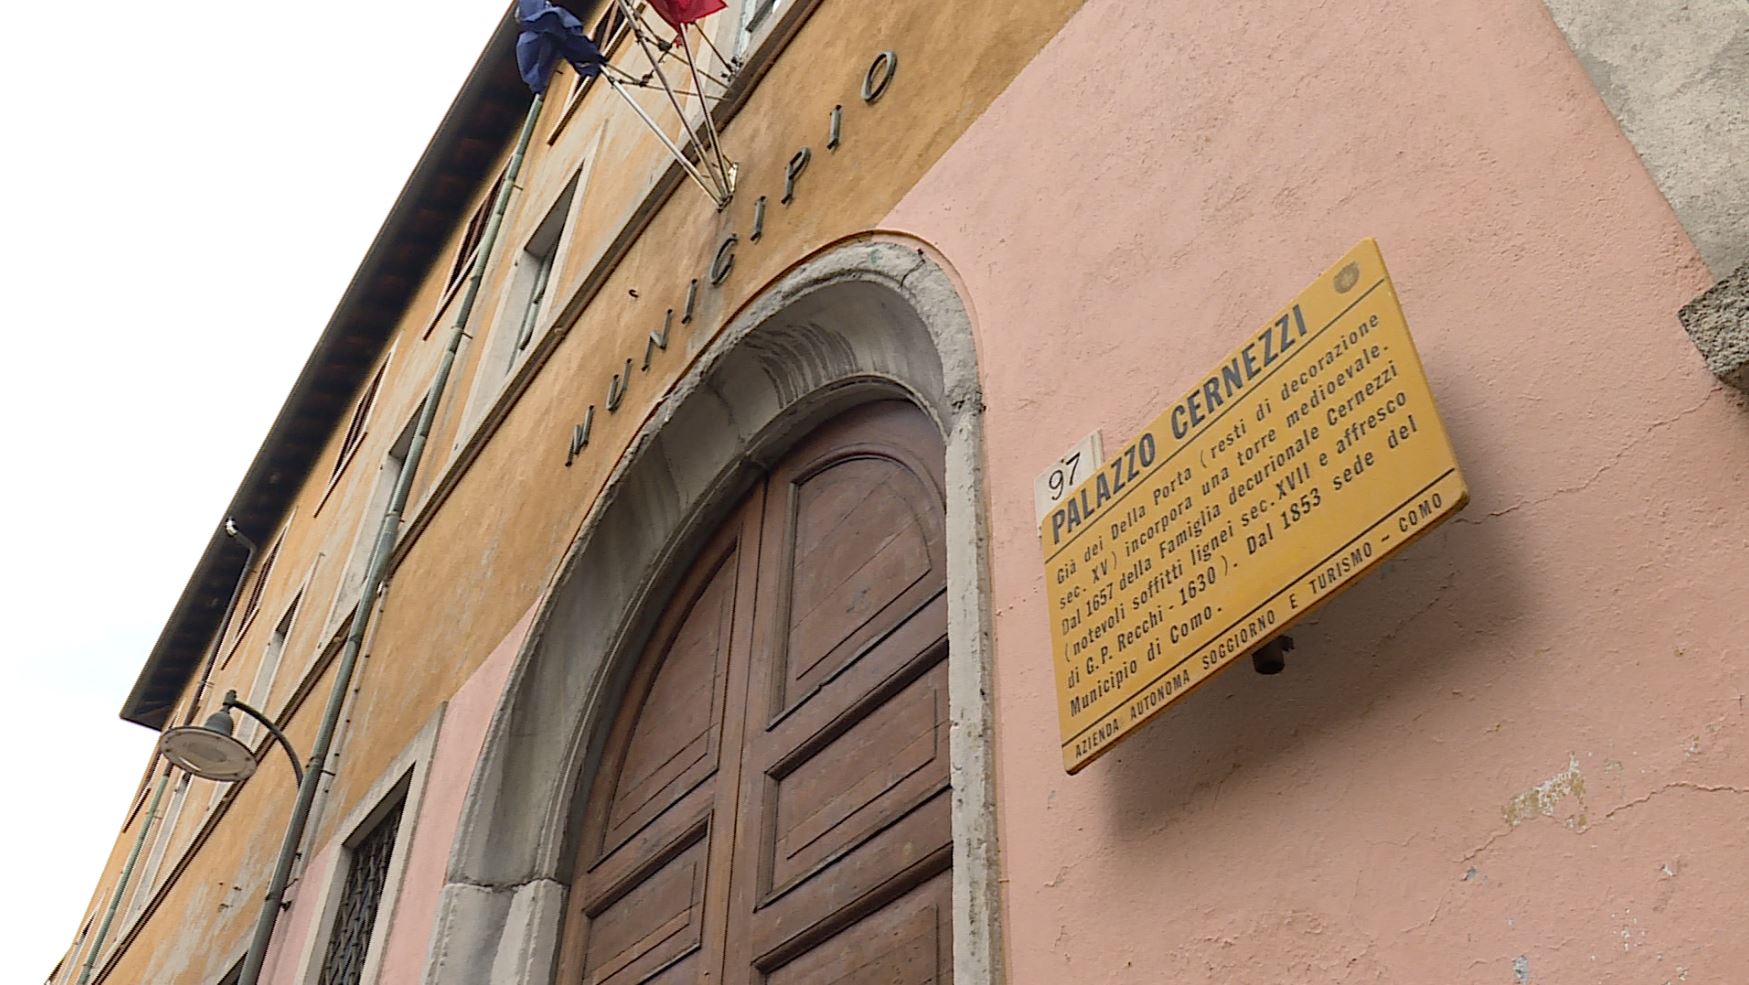 MUNICIPIO
97
PALAZZO CERNEZZI
Già dei Della Porta (resti di decorazione
sec. XV) incorpora una torre medioevale.
Dal 1657 della Famiglia decurionale Cernezzi
(notevoli soffitti lignei sec. XVII e affresco
di G.P. Recchi - 1630). Dal 1853 sede del
Municipio di Como.
AZIENDA AUTONOMA SOGGIORNO E TURISMO - COMO